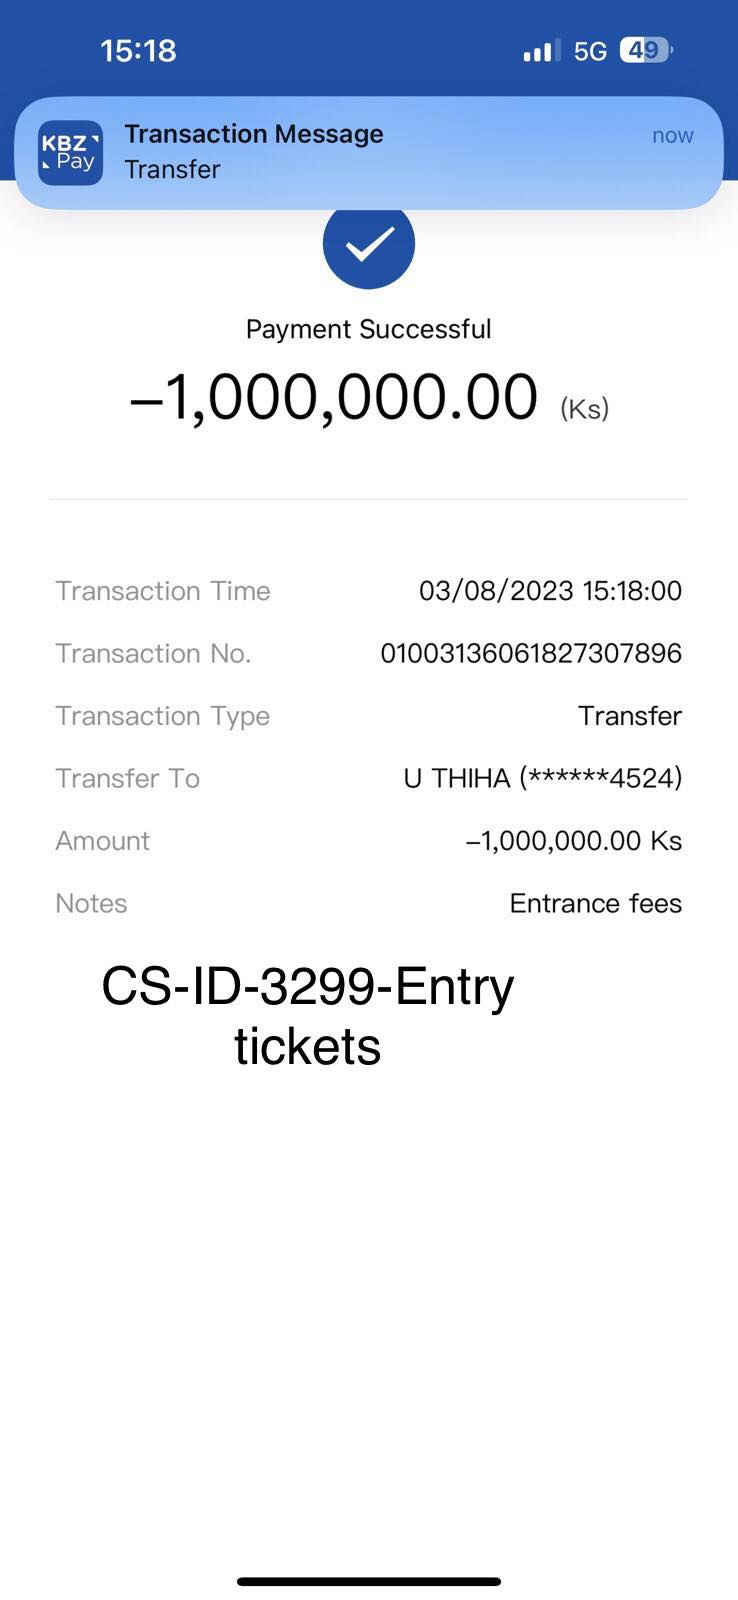 15:18 5G 49
KBZ Pay
Transaction Message now
Transfer
Payment Successful
–1,000,000.00 (Ks)
Transaction Time 03/08/2023 15:18:00
Transaction No. 01003136061827307896
Transaction Type Transfer
Transfer To U THIHA (******4524)
Amount –1,000,000.00 Ks
Notes Entrance fees
CS-ID-3299-Entry
tickets